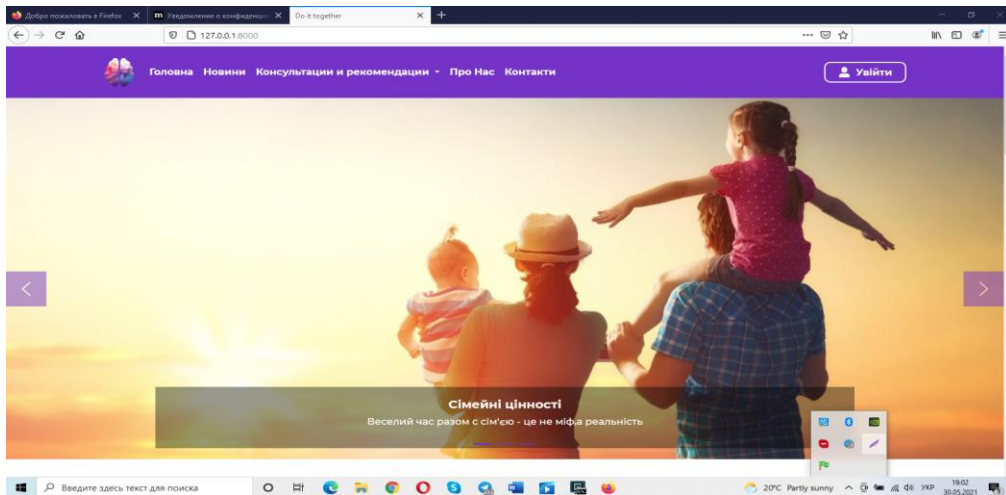 Добро пожаловать в Firefox
m Уведомление о конфиденци
Do it together
127.0.0.1:8000
Головна Новини Консультации и рекомендации Про Нас Контакти
Увійти
Сімейні цінності
Веселий час разом с сім'єю - це не міф,а реальність
Введите здесь текст для поиска
20°C Partly sunny
УКР
19:02
30.05.2021